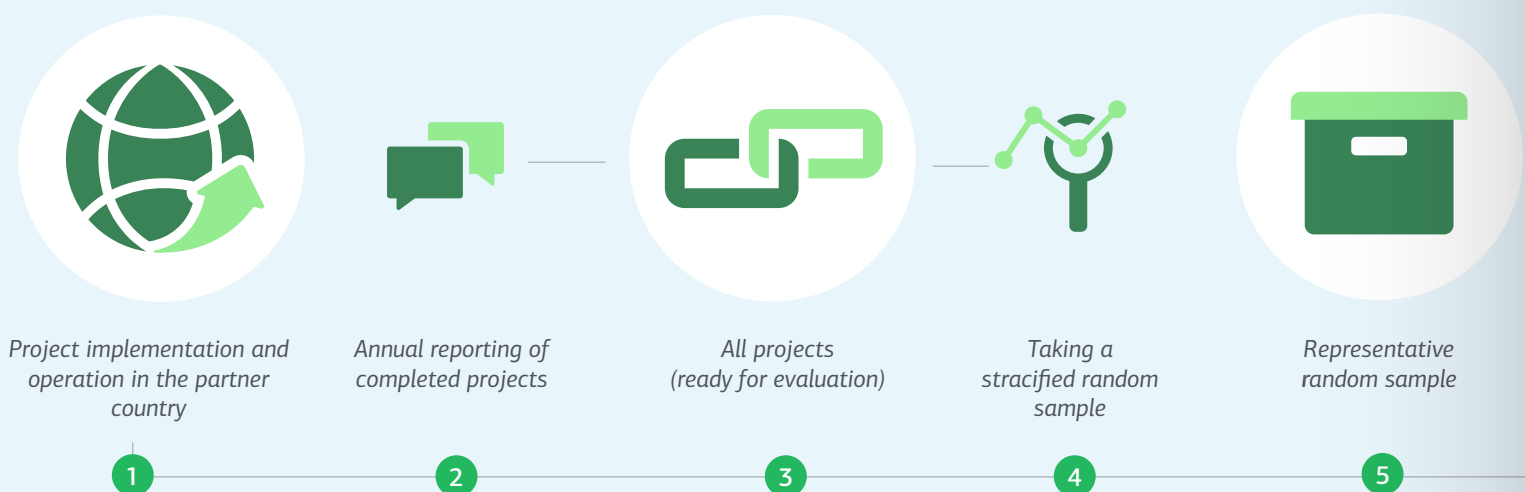 Project implementation and
operation in the partner
country
Annual reporting of
completed projects
All projects
(ready for evaluation)
Taking a
stracified random
sample
Representative
random sample
1
2
3
4
5